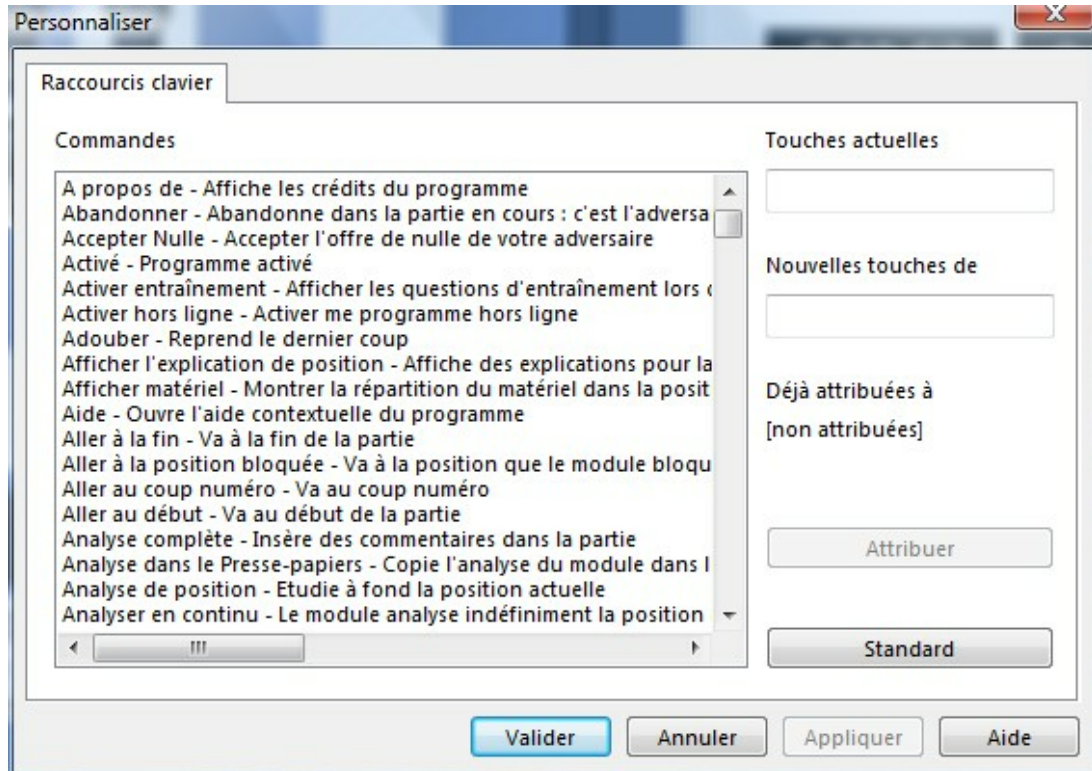 Personnaliser
Raccourcis clavier
Commandes
A propos de - Affiche les crédits du programme
Abandonner - Abandonne dans la partie en cours : c'est l'adversa
Accepter Nulle - Accepter l'offre de nulle de votre adversaire
Activé - Programme activé
Activer entraînement - Afficher les questions d'entraînement lors
Activer hors ligne - Activer me programme hors ligne
Adouber - Reprend le dernier coup
Afficher l'explication de position - Affiche des explications pour la
Afficher matériel - Montrer la répartition du matériel dans la posit
Aide - Ouvre l'aide contextuelle du programme
Aller à la fin - Va à la fin de la partie
Aller à la position bloquée - Va à la position que le module bloqu
Aller au coup numéro - Va au coup numéro
Aller au début - Va au début de la partie
Analyse complète - Insère des commentaires dans la partie
Analyse dans le Presse-papiers - Copie l'analyse du module dans l
Analyse de position - Etudie à fond la position actuelle
Analyser en continu - Le module analyse indéfiniment la position
Touches actuelles
Nouvelles touches de
Déjà attribuées à
[non attribuées]
Attribuer
Standard
Valider
Annuler
Appliquer
Aide